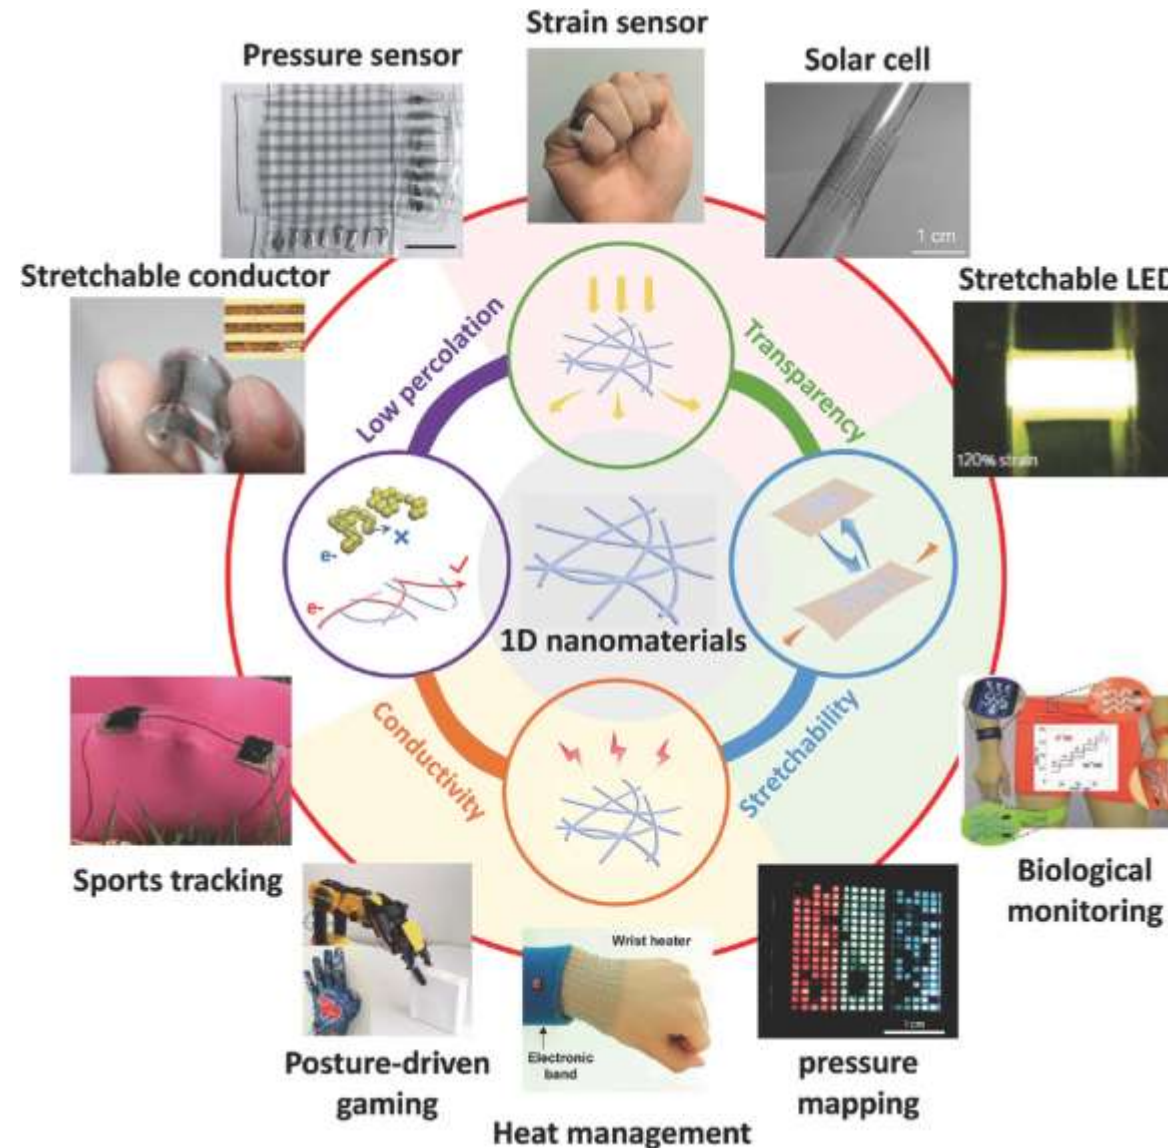 Strain sensor
Pressure sensor
Solar cell
1 cm
Stretchable conductor
Stretchable LED
120% strain
Low percolation
Transparency
e-
e-
1D nanomaterials
Conductivity
Stretchability
Sports tracking
Biological
monitoring
Wrist heater
Electronic
band
1 cm
Posture-driven
gaming
Heat management
pressure
mapping